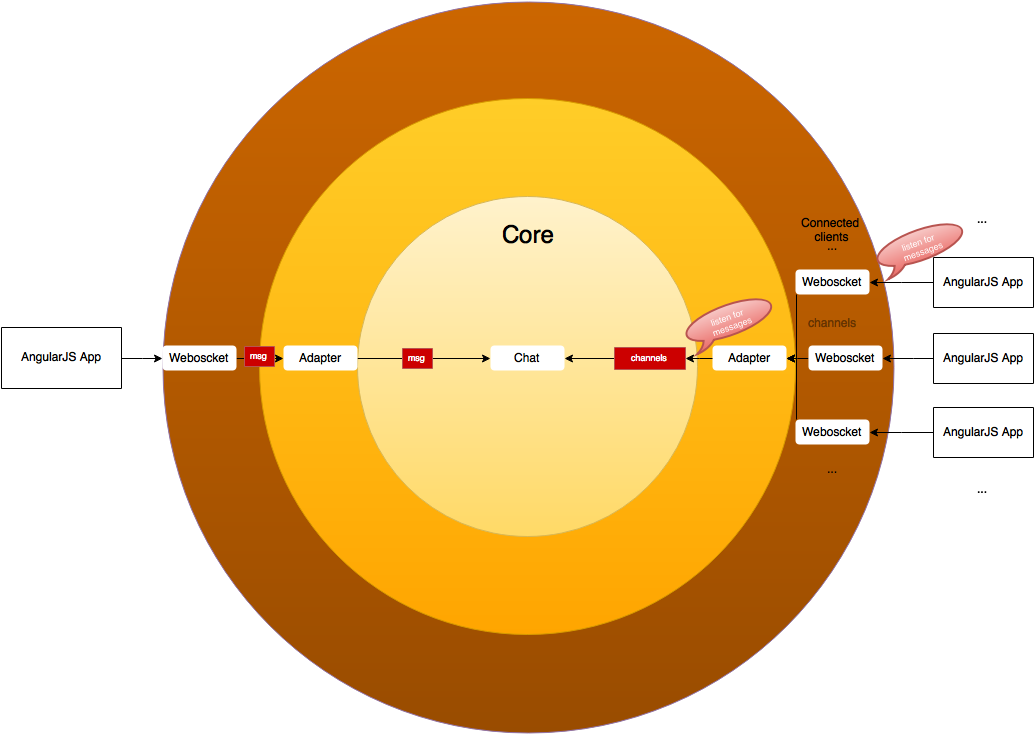 Core
Connected
clients
...
...
listen for
messages
Weboscket
AngularJS App
channels
listen for
messages
AngularJS App
Weboscket
msg
Adapter
msg
Chat
channels
Adapter
Weboscket
AngularJS App
Weboscket
AngularJS App
...
...